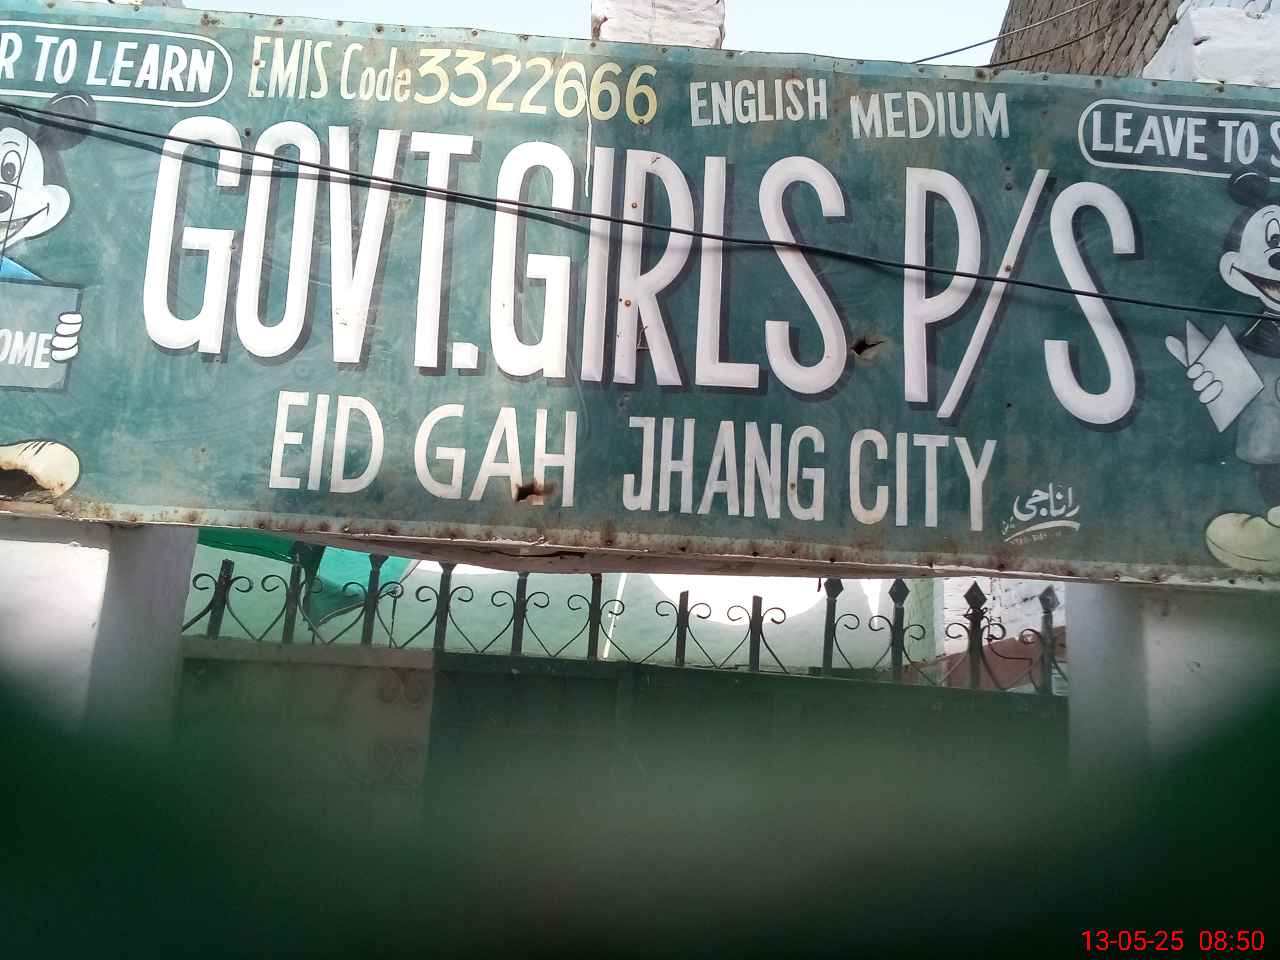 R TO LEARN
EMIS Code 3322666 ENGLISH MEDIUM
LEAVE TO S
GOVT.GIRLS P/S
OME
EID GAH JHANG CITY
راناجی
13-05-25 08:50